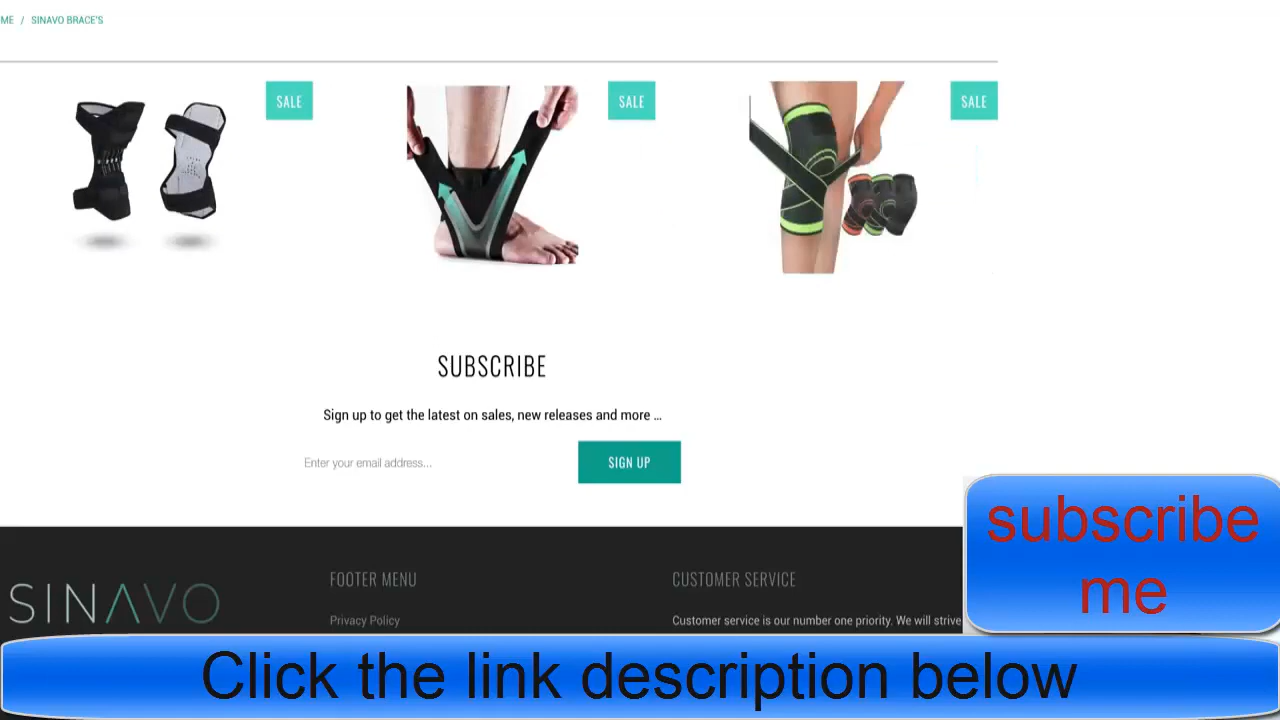 ME / SINAVO BRACE'S
SALE
SALE
SALE
SUBSCRIBE
Sign up to get the latest on sales, new releases and more ...
Enter your email address...
SIGN UP
subscribe
me
SINAVO
FOOTER MENU
Privacy Policy
CUSTOMER SERVICE
Customer service is our number one priority. We will strive
Click the link description below